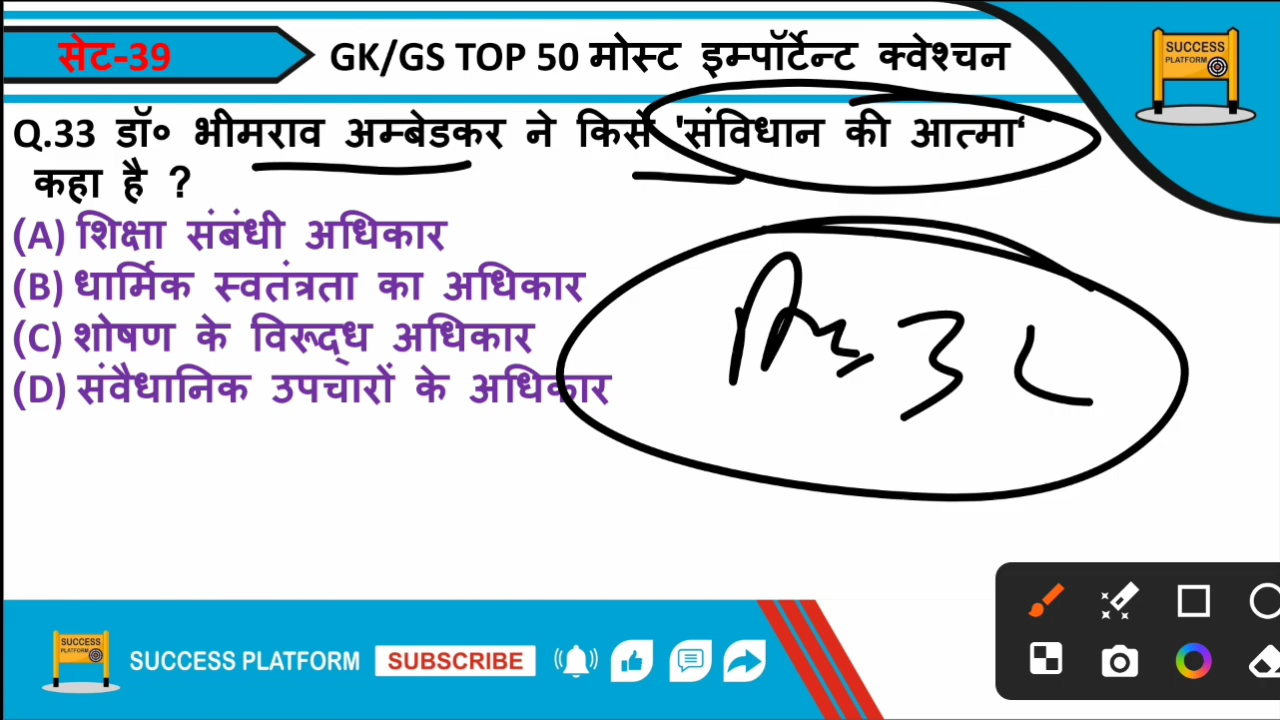 सेट-39
GK/GS TOP 50 मोस्ट इम्पॉर्टेन्ट क्वेश्चन
SUCCESS
PLATFORM
Q.33 डॉ० भीमराव अम्बेडकर ने किसे 'संविधान की आत्मा‘
कहा है ?
(A) शिक्षा संबंधी अधिकार
(B) धार्मिक स्वतंत्रता का अधिकार
(C) शोषण के विरूद्ध अधिकार
(D) संवैधानिक उपचारों के अधिकार
SUCCESS
PLATFORM
SUCCESS PLATFORM
SUBSCRIBE